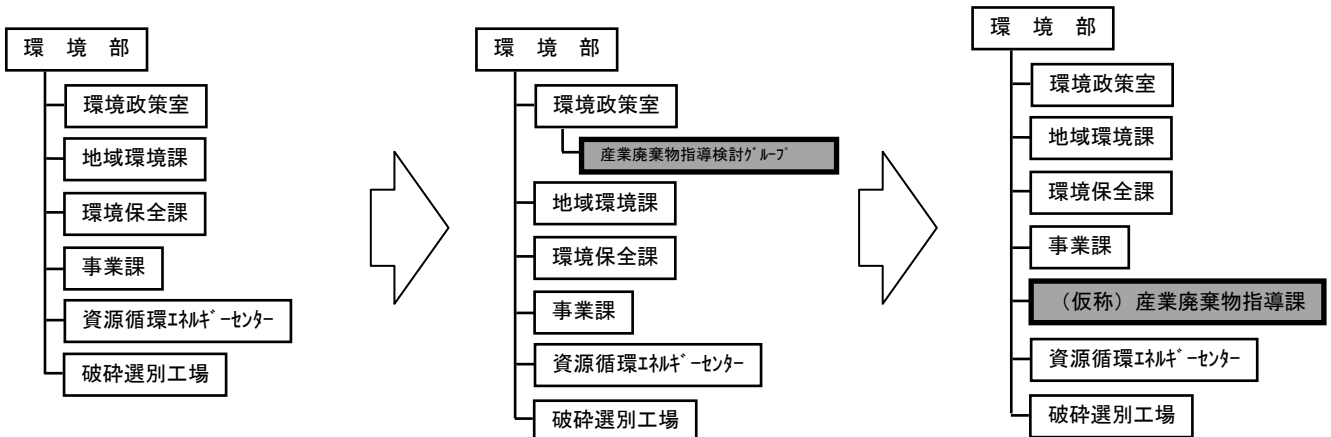 環　境　部
環境政策室
地域環境課
環境保全課
事業課
資源循環ｴﾈﾙｷﾞｰｾﾝﾀｰ
破砕選別工場
環　境　部
環境政策室
産業廃棄物指導検討ｸﾞﾙｰﾌﾟ
地域環境課
環境保全課
事業課
資源循環ｴﾈﾙｷﾞｰｾﾝﾀｰ
破砕選別工場
環　境　部
環境政策室
地域環境課
環境保全課
事業課
（仮称）産業廃棄物指導課
資源循環ｴﾈﾙｷﾞｰｾﾝﾀｰ
破砕選別工場